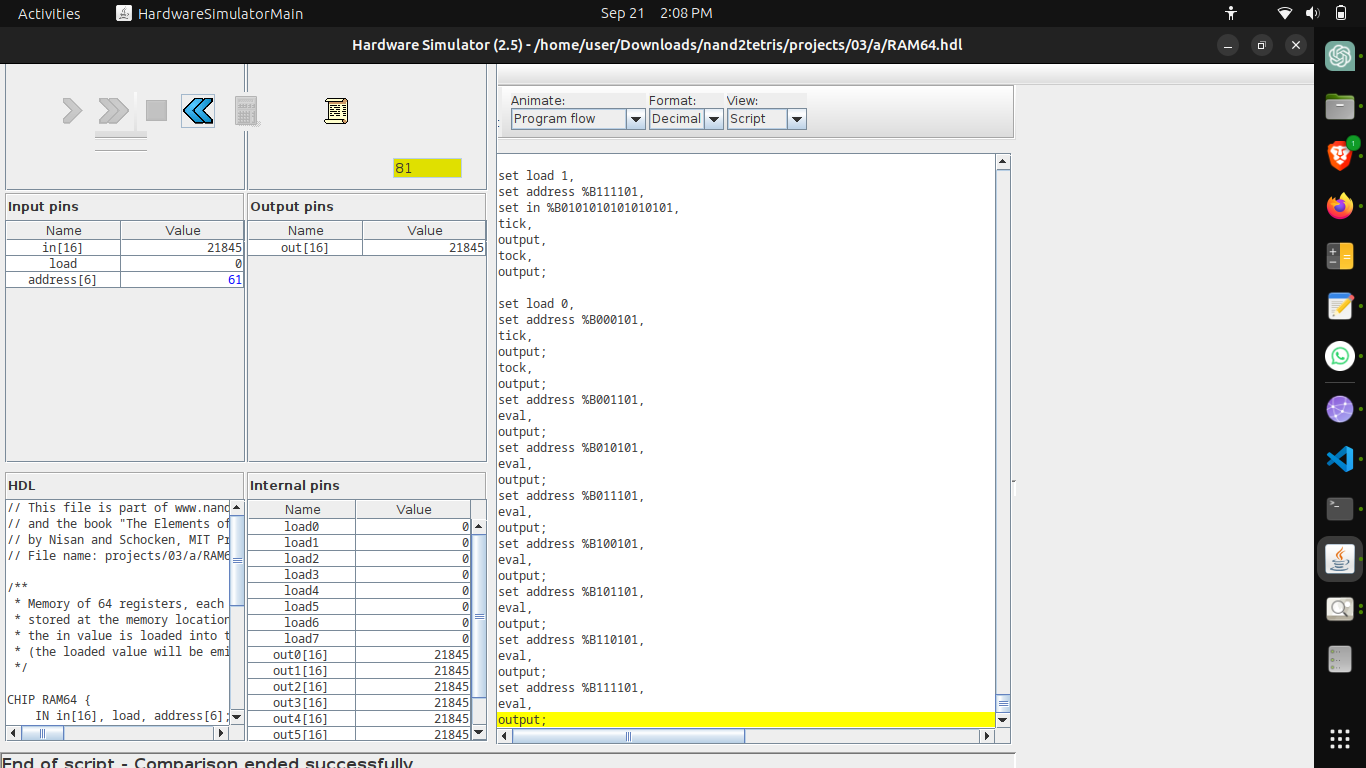 Activities HardwareSimulatorMain Sep 21 2:08 PM
Hardware Simulator (2.5) - /home/user/Downloads/nand2tetris/projects/03/a/RAM64.hdl
Animate: Format: View:
Program flow Decimal Script
81
Input pins
Name Value
in[16] 21845
load 0
address[6] 61
Output pins
Name Value
out[16] 21845
set load 1,
set address %B111101,
set in %B0101010101010101,
tick,
output,
tock,
output;
set load 0,
set address %B000101,
tick,
output;
tock,
output;
set address %B001101,
eval,
output;
set address %B010101,
eval,
output;
set address %B011101,
eval,
output;
set address %B100101,
eval,
output;
set address %B101101,
eval,
output;
set address %B110101,
eval,
output;
set address %B111101,
eval,
output;
HDL
// This file is part of www.nand
// and the book "The Elements of
// by Nisan and Schocken, MIT Pr
// File name: projects/03/a/RAM6
/**
* Memory of 64 registers, each
* stored at the memory location
* the in value is loaded into t
* (the loaded value will be emi
*/
CHIP RAM64 {
IN in[16], load, address[6];
Internal pins
Name Value
load0 0
load1 0
load2 0
load3 0
load4 0
load5 0
load6 0
load7 0
out0[16] 21845
out1[16] 21845
out2[16] 21845
out3[16] 21845
out4[16] 21845
out5[16] 21845
End of script - Comparison ended successfully